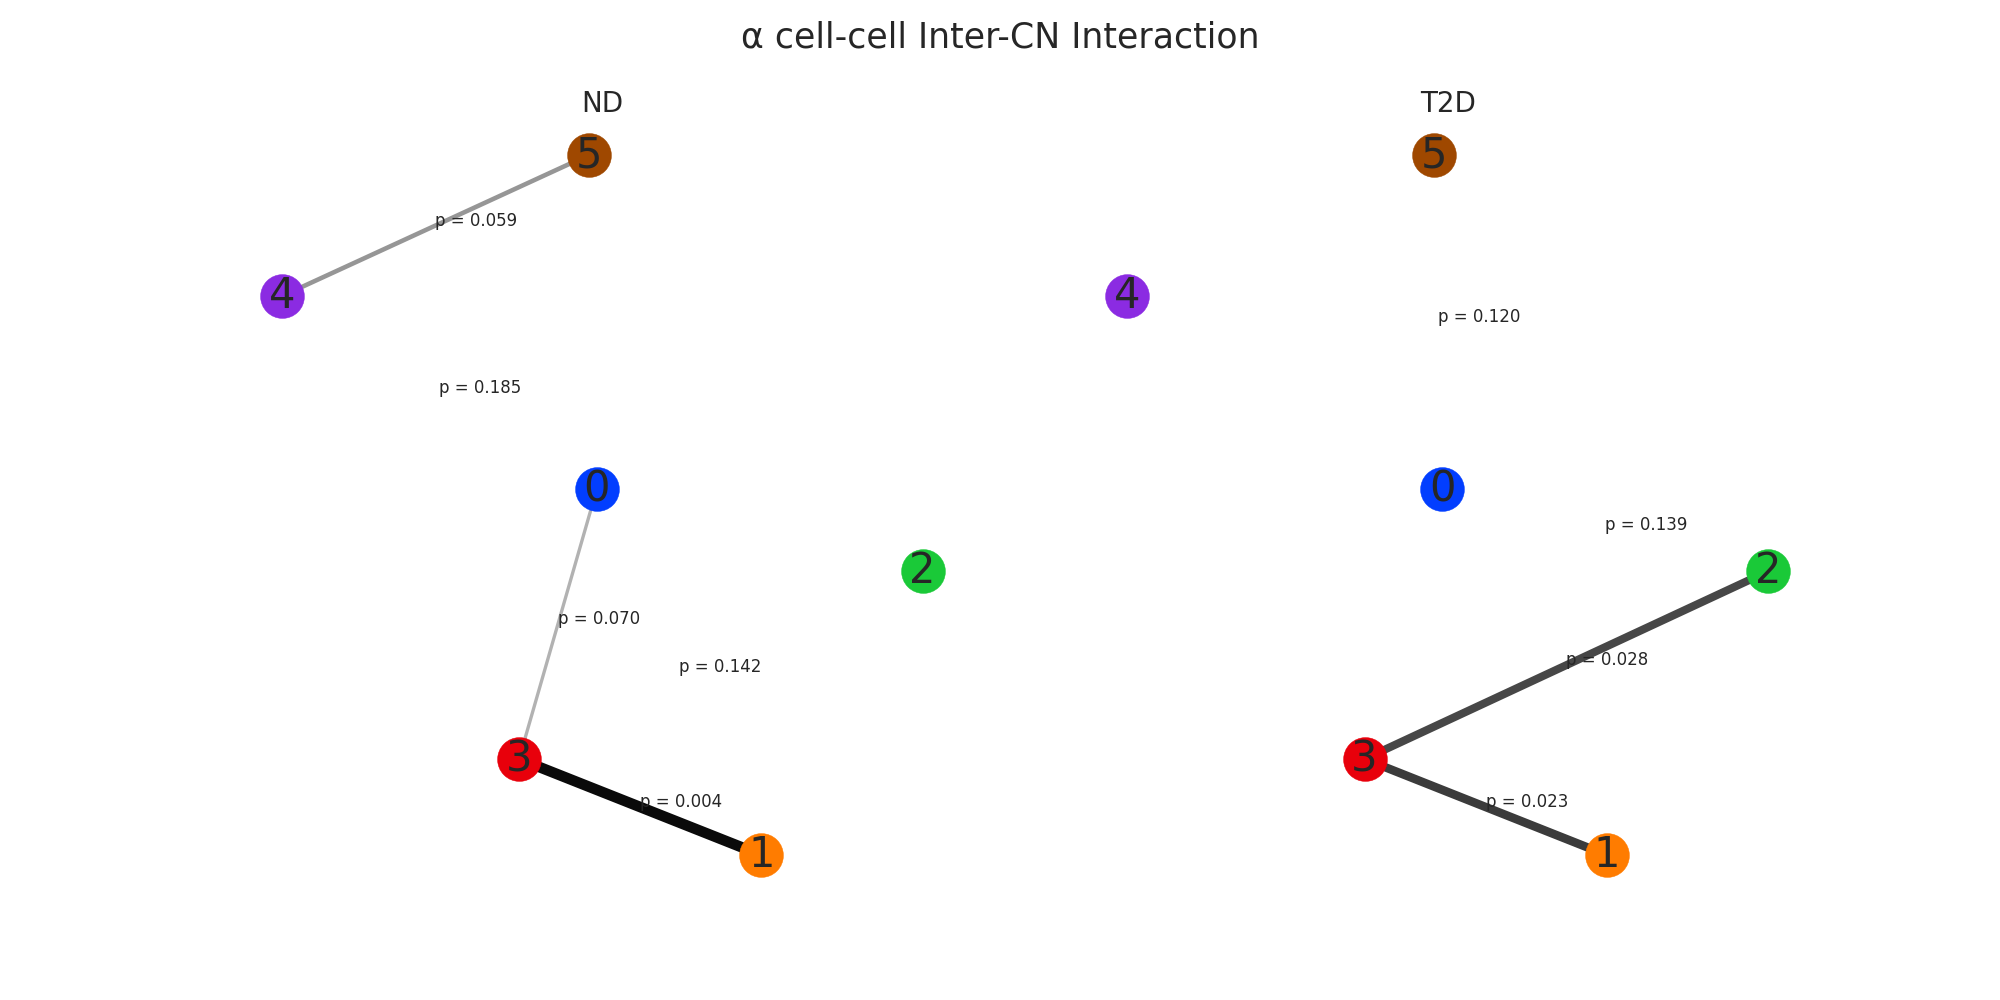 α cell-cell Inter-CN Interaction
ND
5
p = 0.059
4
p = 0.185
0
2
p = 0.070
p = 0.142
3
p = 0.004
1
T2D
5
4
p = 0.120
0
p = 0.139
2
p = 0.028
3
p = 0.023
1